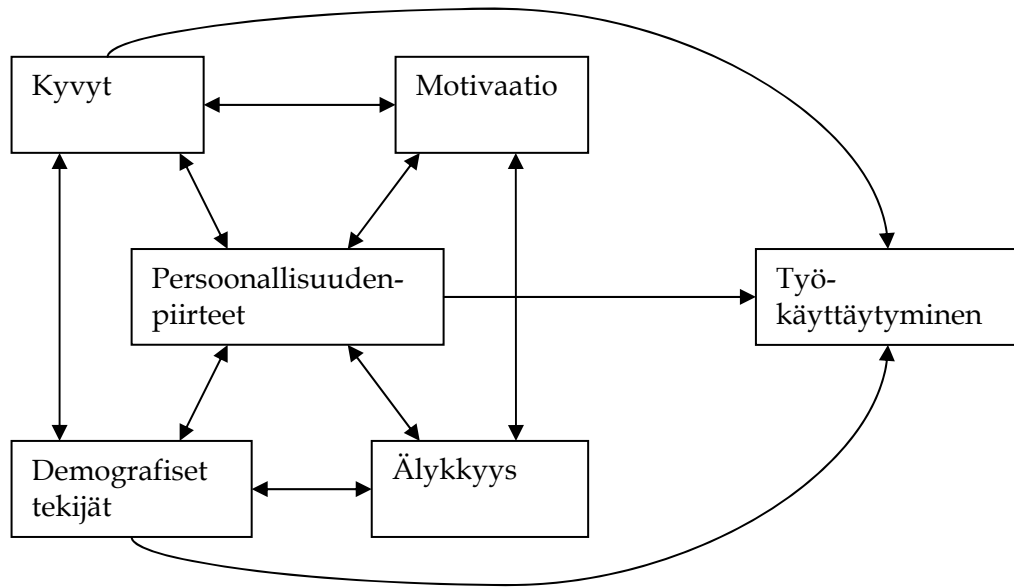 Kyvyt
Motivaatio
Persoonallisuuden-
piirteet
Työ-
käyttäytyminen
Demografiset
tekijät
Älykkyys